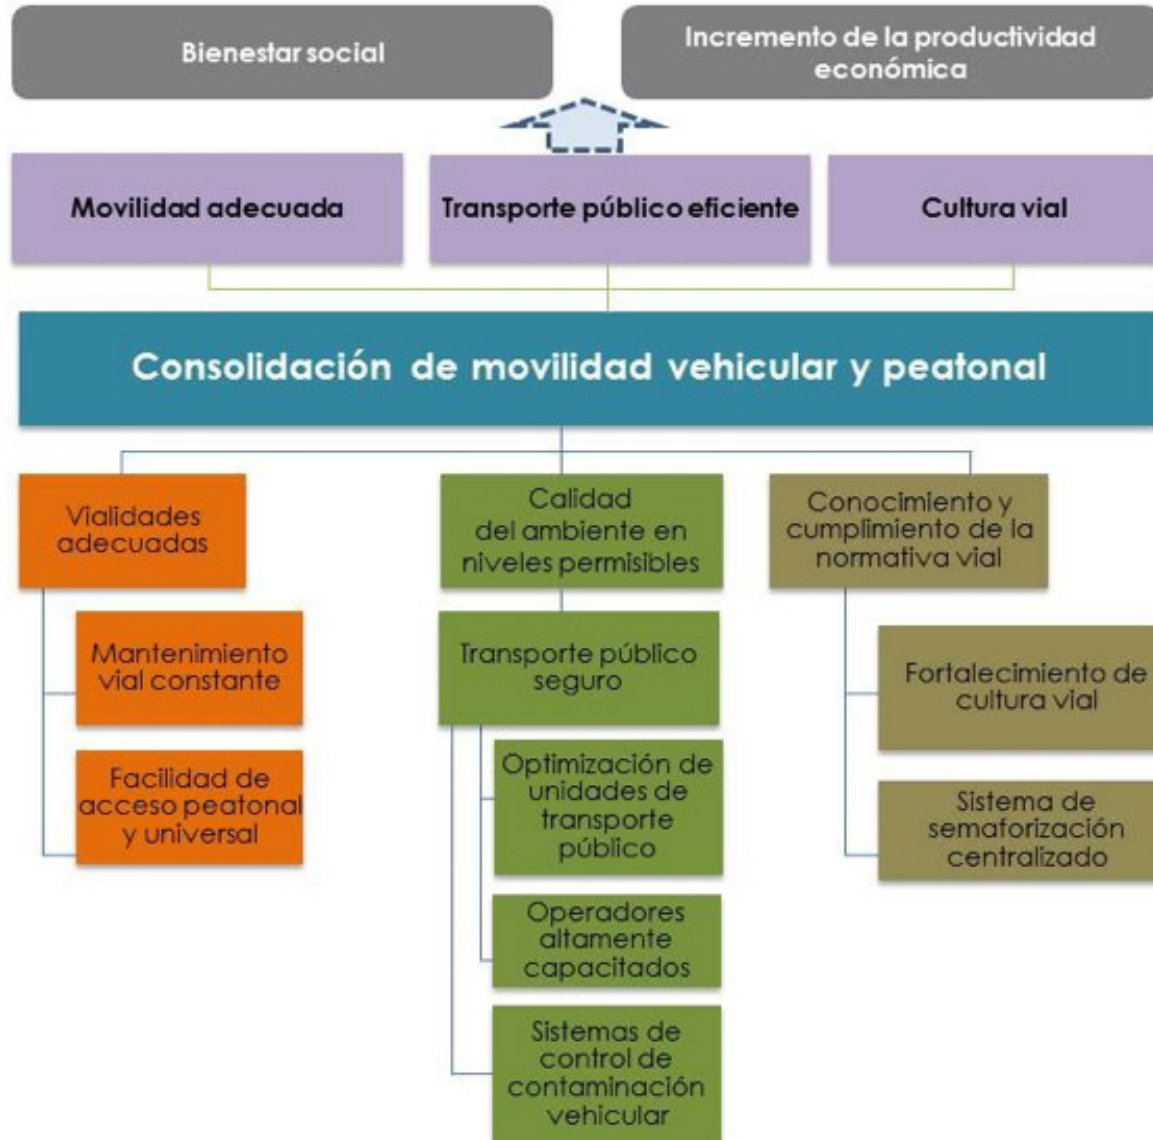 Bienestar social
Incremento de la productividad
económica
Movilidad adecuada
Transporte público eficiente
Cultura vial
Consolidación de movilidad vehicular y peatonal
Vialidades
adecuadas
Mantenimiento
vial constante
Facilidad de
acceso peatonal
y universal
Calidad
del ambiente en
niveles permisibles
Transporte público
seguro
Optimización de
unidades de
transporte
público
Operadores
altamente
capacitados
Sistemas de
control de
contaminación
vehicular
Conocimiento y
cumplimiento de la
normativa vial
Fortalecimiento de
cultura vial
Sistema de
semaforización
centralizado